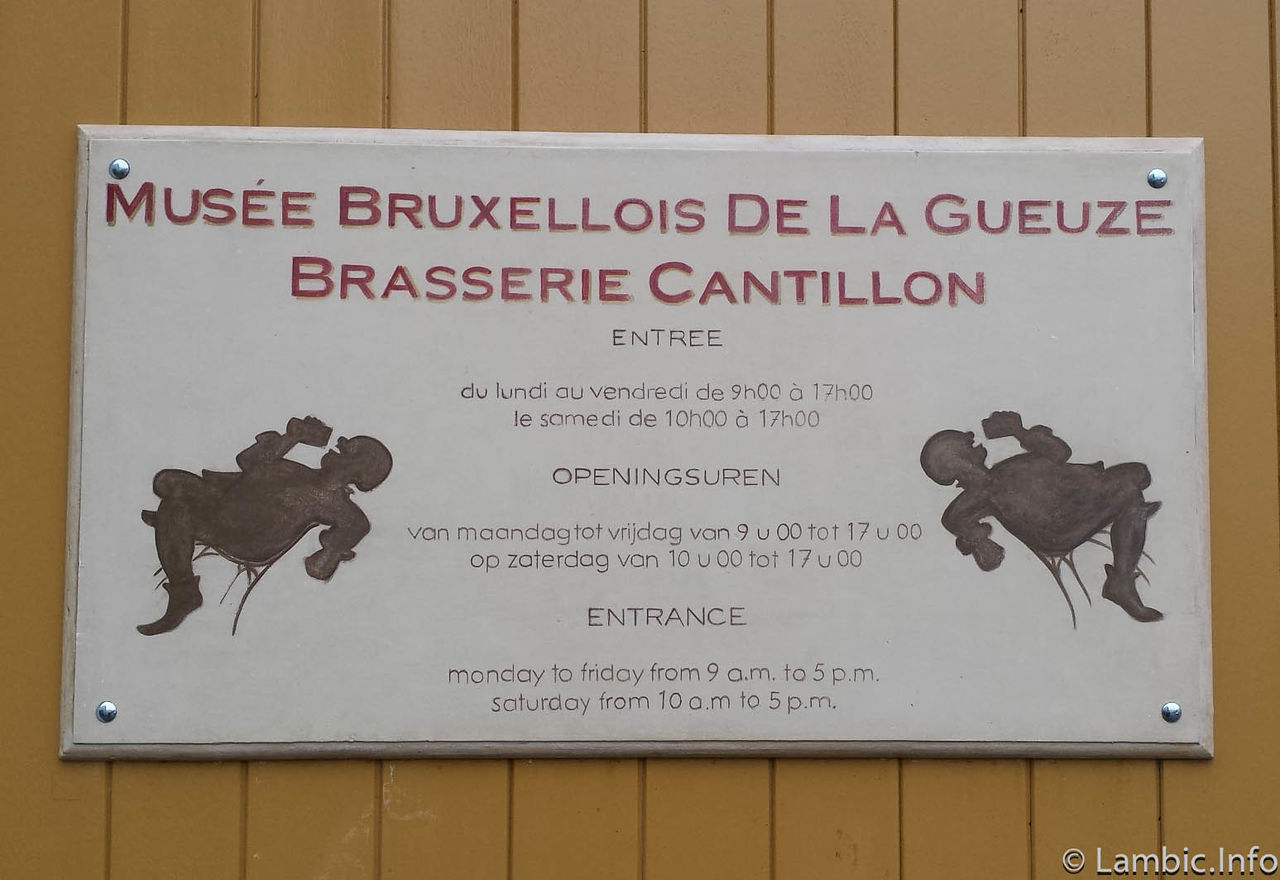 MUSÉE BRUXELLOIS DE LA GUEUZE
BRASSERIE CANTILLON
ENTREE
du lundi au vendredi de 9h00 à 17h00
le samedi de 10h00 à 17h00
OPENINGSUREN
van maandag tot vrijdag van 9 u 00 tot 17 u 00
op zaterdag van 10 u 00 tot 17 u 00
ENTRANCE
monday to friday from 9 a.m. to 5 p.m.
saturday from 10 a.m to 5 p.m.
© Lambic.Info